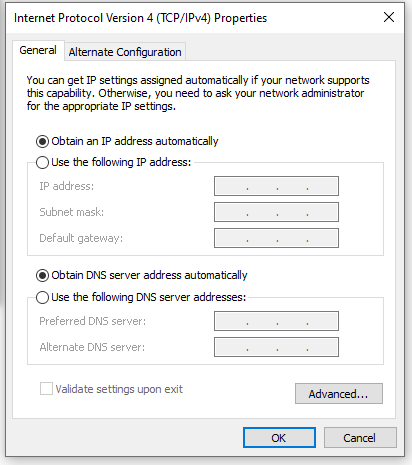 Internet Protocol Version 4 (TCP/IPv4) Properties
General
Alternate Configuration
You can get IP settings assigned automatically if your network supports
this capability. Otherwise, you need to ask your network administrator
for the appropriate IP settings.
Obtain an IP address automatically
Use the following IP address:
IP address:
Subnet mask:
Default gateway:
Obtain DNS server address automatically
Use the following DNS server addresses:
Preferred DNS server:
Alternate DNS server:
Validate settings upon exit
Advanced...
OK
Cancel